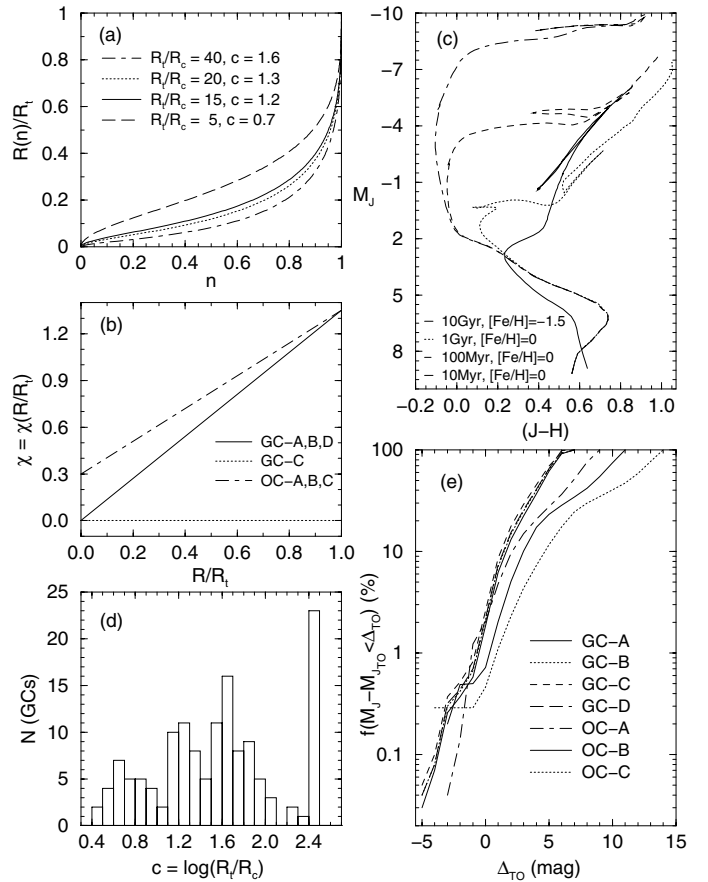 (a)
R_t/R_c = 40, c = 1.6
R_t/R_c = 20, c = 1.3
R_t/R_c = 15, c = 1.2
R_t/R_c = 5, c = 0.7
R(n)/R_t
1
0.8
0.6
0.4
0.2
0
0 0.2 0.4 0.6 0.8 1
n
(b)
GC−A,B,D
GC−C
OC−A,B,C
χ = χ(R/R_t)
1.2
0.9
0.6
0.3
0.0
0.0 0.2 0.4 0.6 0.8 1.0
R/R_t
(d)
N (GCs)
25
20
15
10
5
0
0.4 0.8 1.2 1.6 2.0 2.4
c = log(R_t/R_c)
(c)
−10
−7
−4
−1
M_J
2
5
8
10Gyr, [Fe/H]=−1.5
1Gyr, [Fe/H]=0
100Myr, [Fe/H]=0
10Myr, [Fe/H]=0
−0.2 0.0 0.2 0.4 0.6 0.8 1.0
(J−H)
(e)
f(M_J−M_J_TO<Δ_TO) (%)
100
10
1
0.1
GC−A
GC−B
GC−C
GC−D
OC−A
OC−B
OC−C
−5 0 5 10 15
Δ_TO (mag)